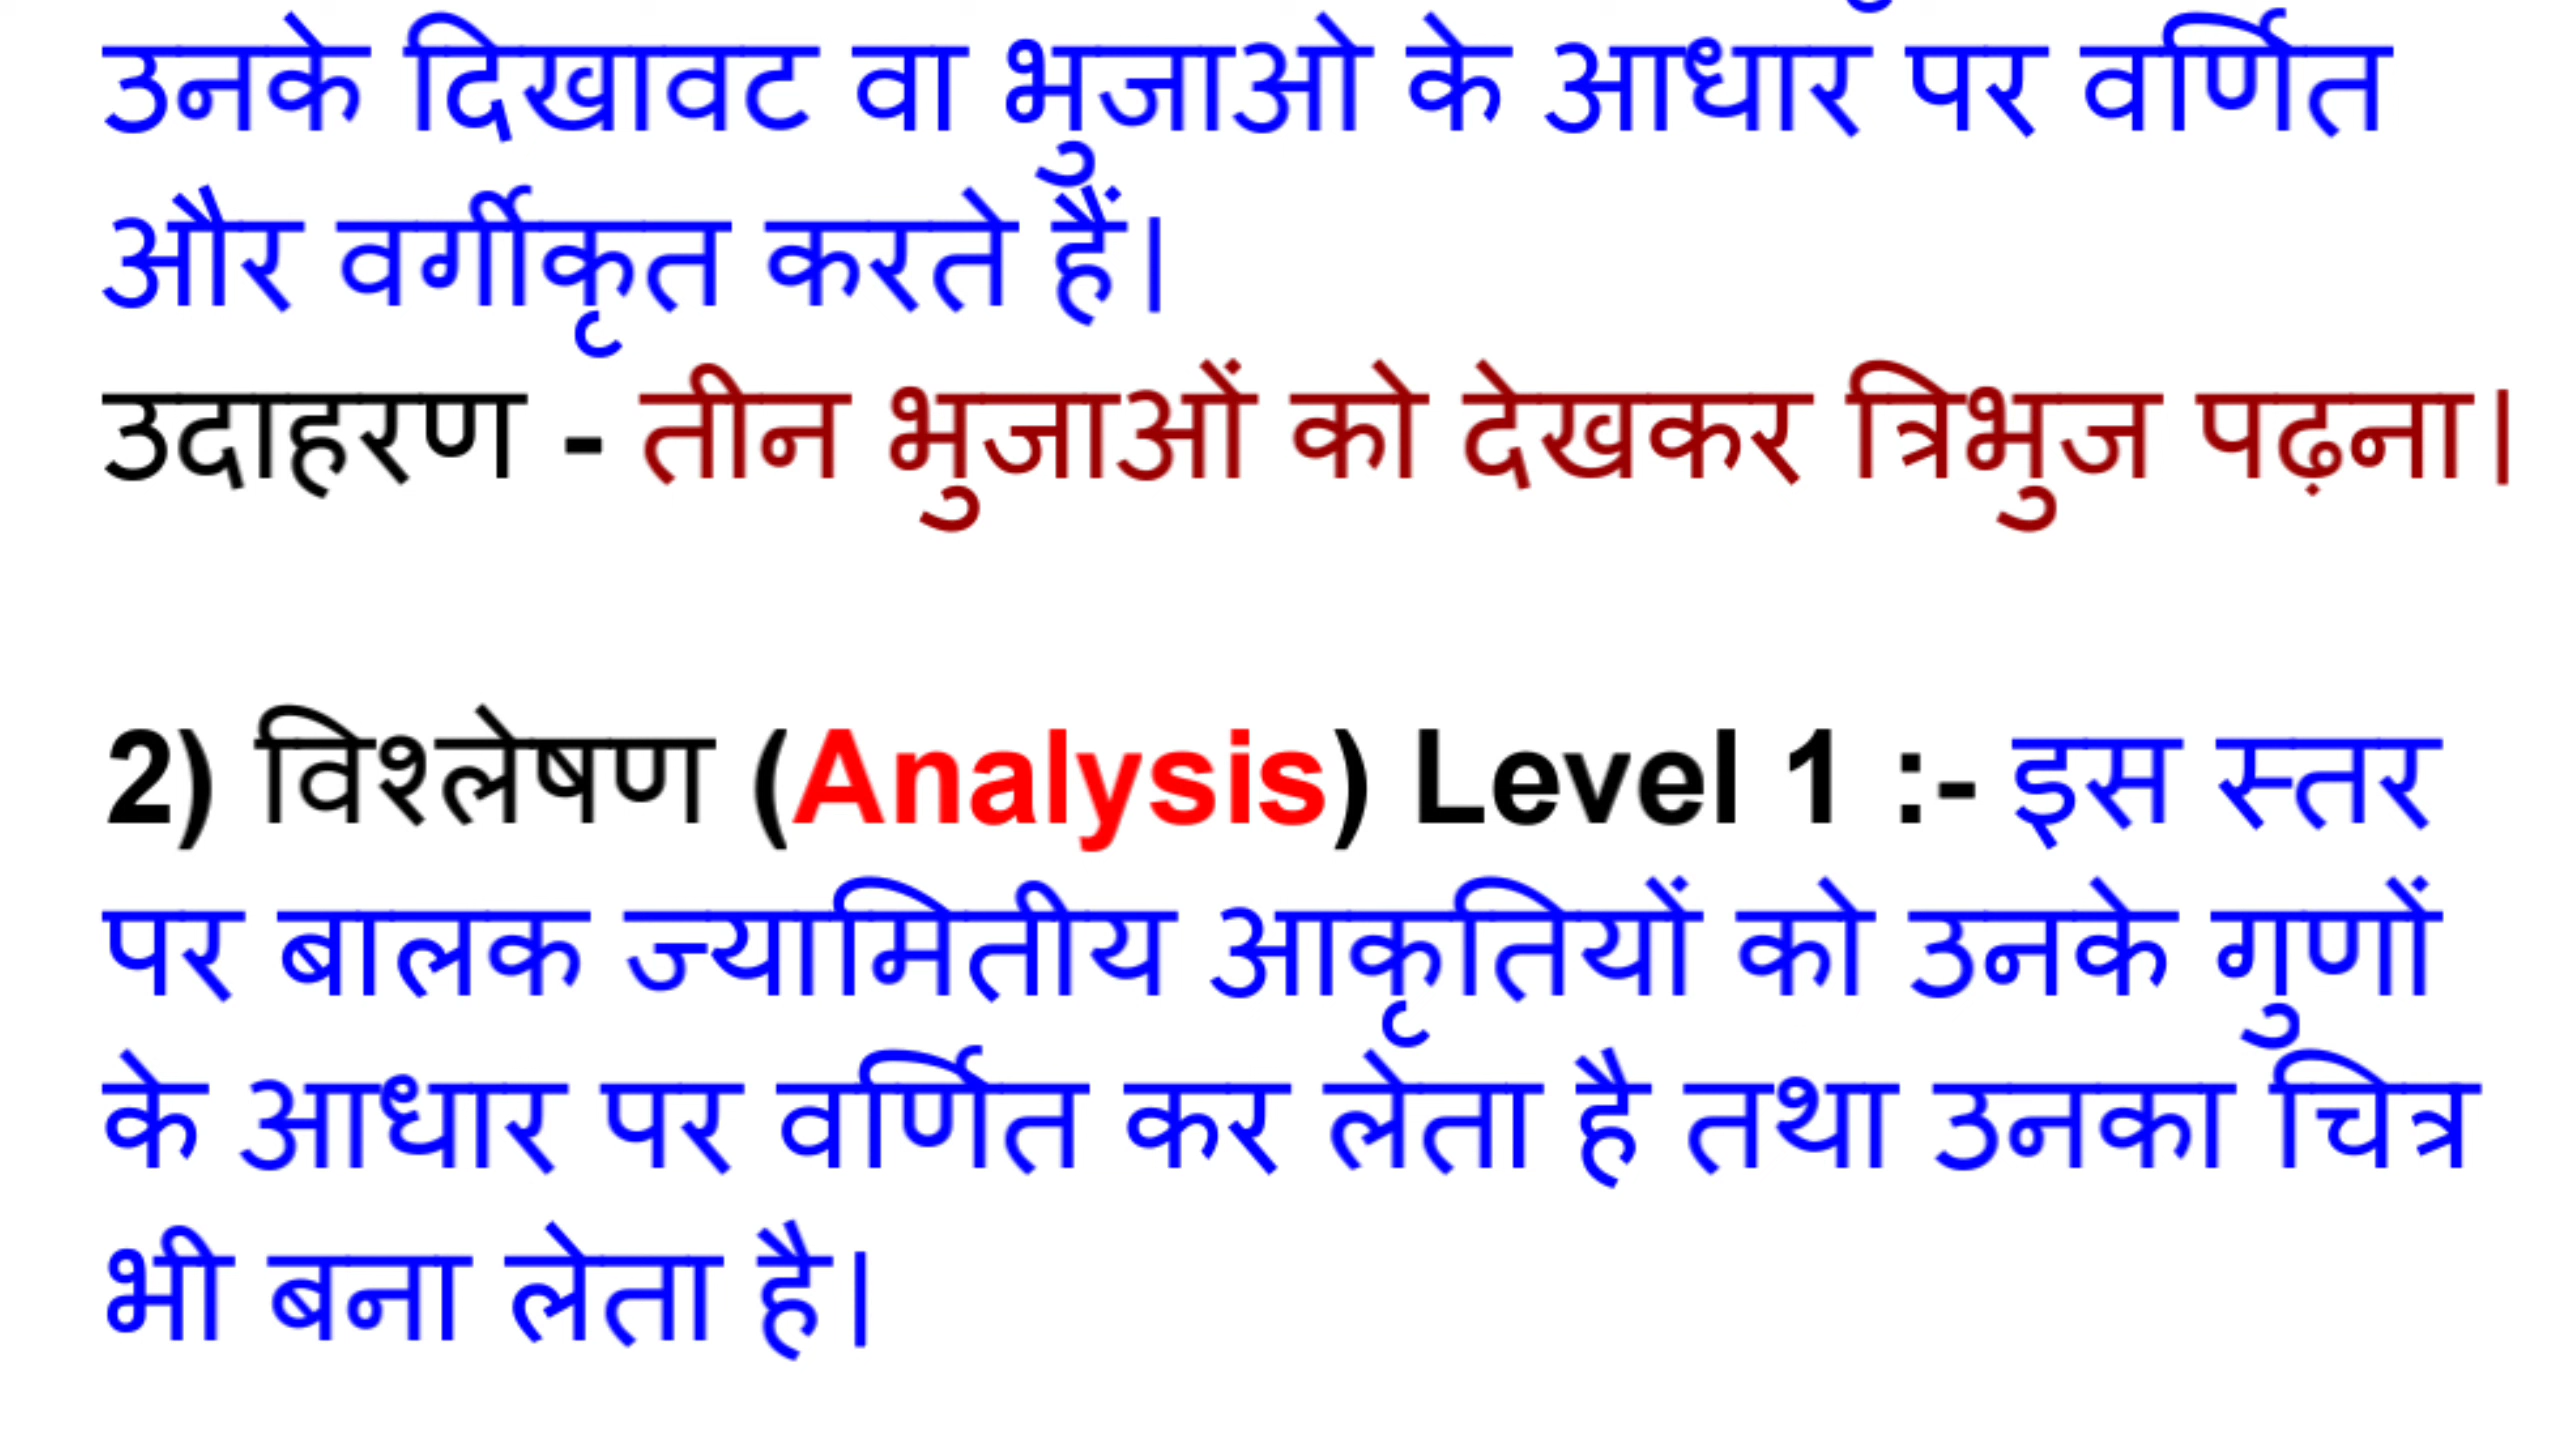 उनके दिखावट वा भुजाओ के आधार पर वर्णित
और वर्गीकृत करते हैं।
उदाहरण - तीन भुजाओं को देखकर त्रिभुज पढ़ना।
2) विश्लेषण (Analysis) Level 1 :- इस स्तर
पर बालक ज्यामितीय आकृतियों को उनके गुणों
के आधार पर वर्णित कर लेता है तथा उनका चित्र
भी बना लेता है।